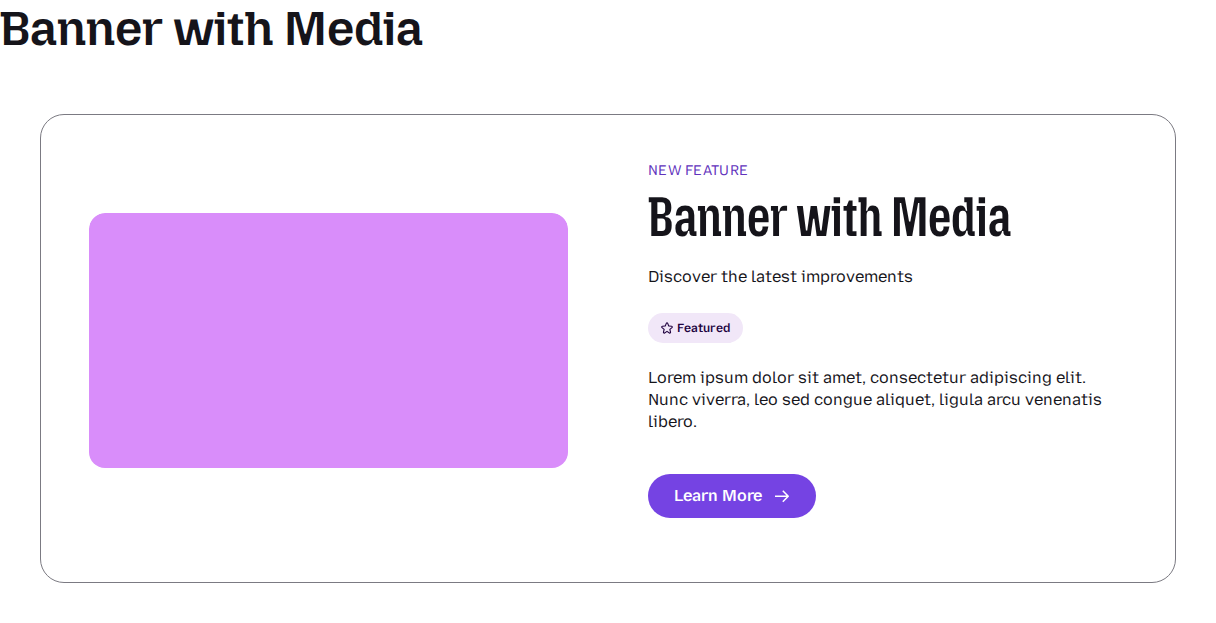 Banner with Media
NEW FEATURE
Banner with Media
Discover the latest improvements
Featured
Lorem ipsum dolor sit amet, consectetur adipiscing elit.
Nunc viverra, leo sed congue aliquet, ligula arcu venenatis
libero.
Learn More